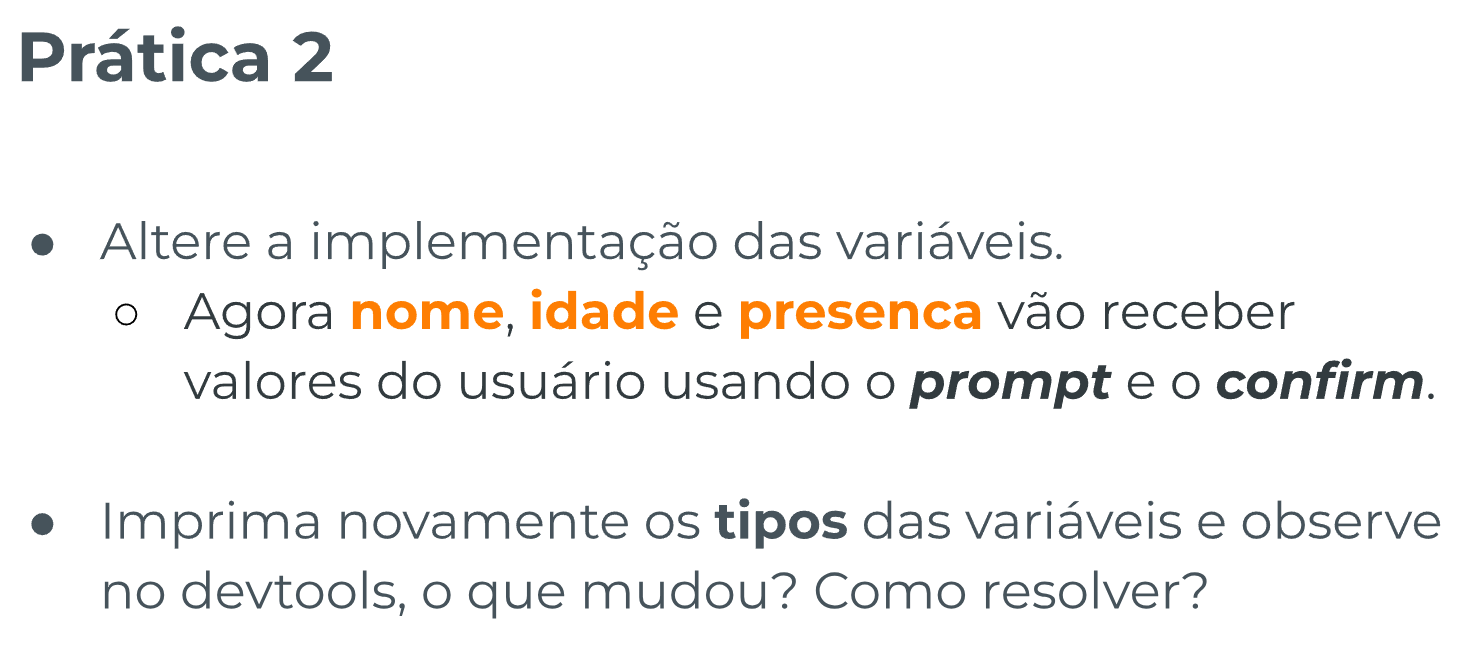 Prática 2
● Altere a implementação das variáveis.
○ Agora nome, idade e presenca vão receber
valores do usuário usando o prompt e o confirm.
● Imprima novamente os tipos das variáveis e observe
no devtools, o que mudou? Como resolver?